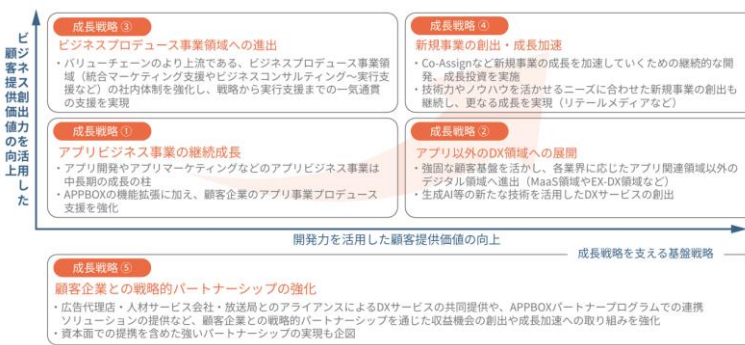 ビジネス創出力を活用した
顧客提供価値の向上
成長戦略 ③
ビジネスプロデュース事業領域への進出
・バリューチェーンのより上流である、ビジネスプロデュース事業領
域（統合マーケティング支援やビジネスコンサルティング～実行支
援など）の社内体制を強化し、戦略から実行支援までの一気通貫
の支援を実現
成長戦略 ④
新規事業の創出・成長加速
・Co-Assignなど新規事業の成長を加速していくための継続的な開
発、成長投資を実施
・技術力やノウハウを活かせるニーズに合わせた新規事業の創出も
継続し、更なる成長を実現（リテールメディアなど）
成長戦略 ①
アプリビジネス事業の継続成長
・アプリ開発やアプリマーケティングなどのアプリビジネス事業は
中長期の成長の柱
・APPBOXの機能拡張に加え、顧客企業のアプリ事業プロデュース
支援を強化
成長戦略 ②
アプリ以外のDX領域への展開
・強固な顧客基盤を活かし、各業界に応じたアプリ関連領域以外の
デジタル領域へ進出（MaaS領域やEX-DX領域など）
・生成AI等の新たな技術を活用したDXサービスの創出
開発力を活用した顧客提供価値の向上
成長戦略を支える基盤戦略
成長戦略 ⑤
顧客企業との戦略的パートナーシップの強化
・広告代理店・人材サービス会社・放送局とのアライアンスによるDXサービスの共同提供や、APPBOXパートナープログラムでの連携
ソリューションの提供など、顧客企業との戦略的パートナーシップを通じた収益機会の創出や成長加速への取り組みを強化
・資本面での提携を含めた強いパートナーシップの実現も企図